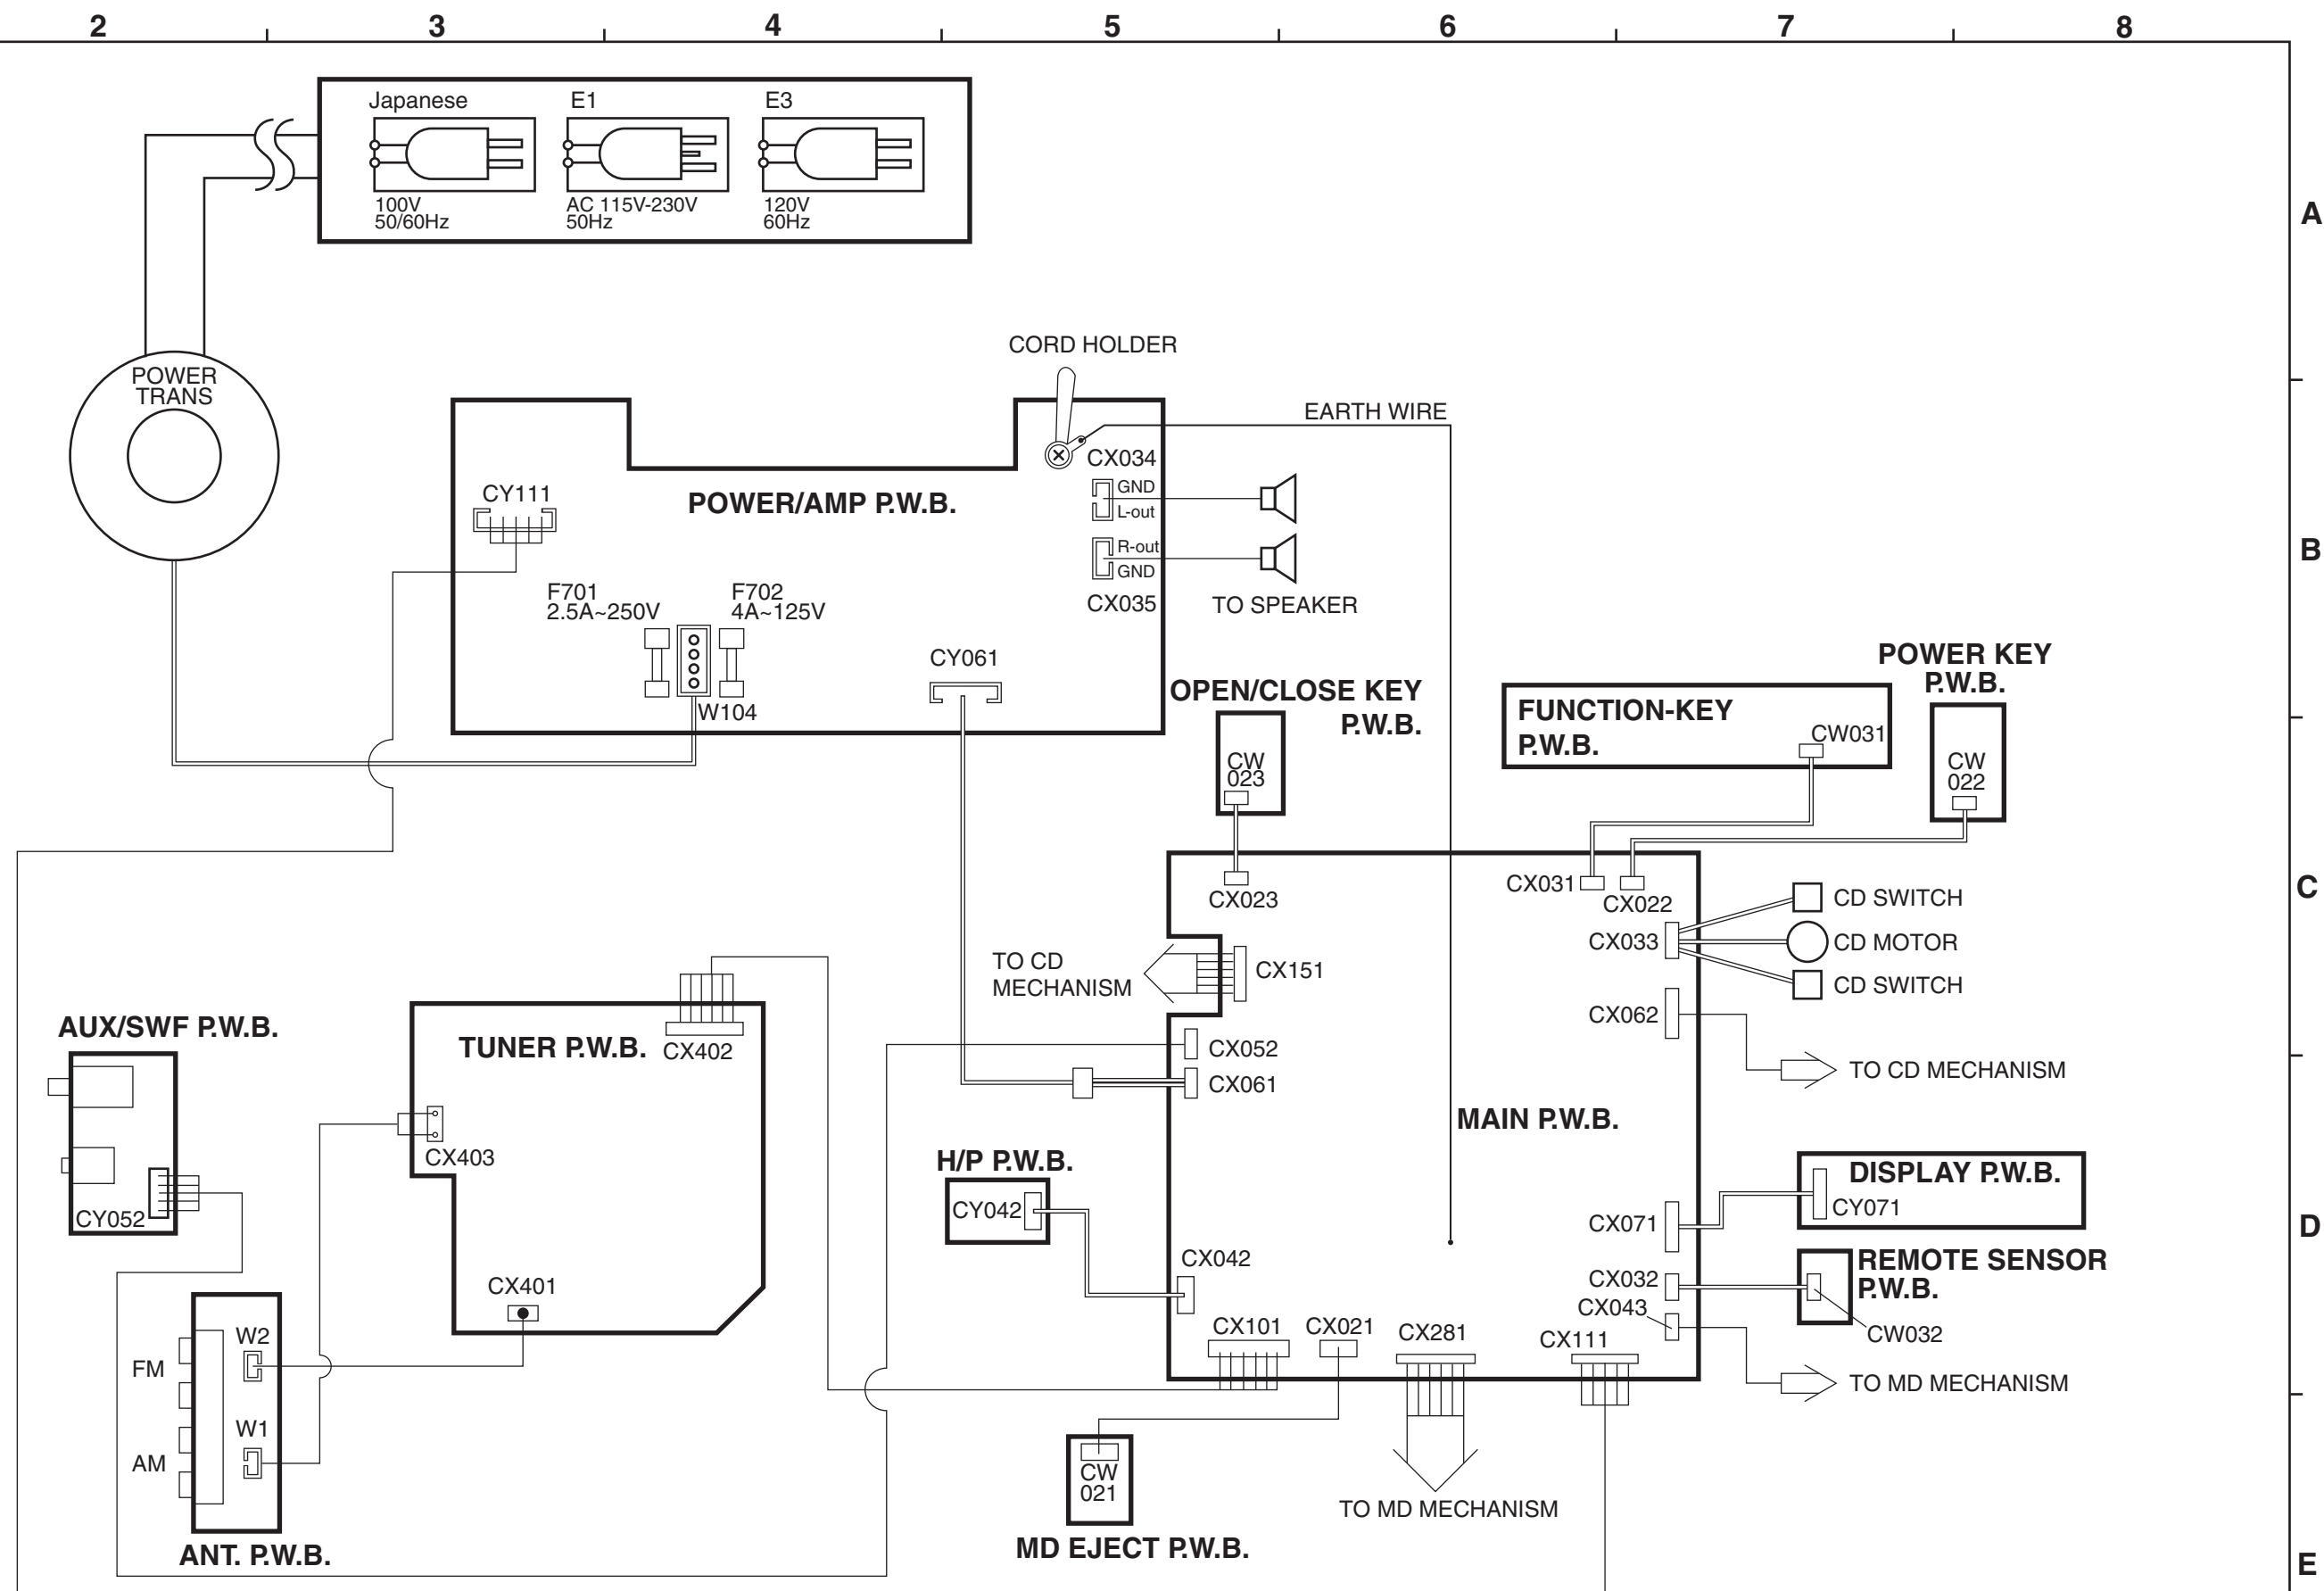 2 3 4 5 6 7 8
Japanese
E1
E3
100V
50/60Hz
AC 115V-230V
50Hz
120V
60Hz
A
POWER
TRANS
CORD HOLDER
EARTH WIRE
CX034
GND
L-out
CY111
POWER/AMP P.W.B.
R-out
GND
CX035
TO SPEAKER
B
F701
2.5A~250V
F702
4A~125V
W104
CY061
OPEN/CLOSE KEY
P.W.B.
CW
023
FUNCTION-KEY
P.W.B.
CW031
POWER KEY
P.W.B.
CW
022
CX023
CX031
CX022
C
CX033
CD SWITCH
CD MOTOR
CD SWITCH
TO CD
MECHANISM
CX151
CX062
TO CD MECHANISM
AUX/SWF P.W.B.
CY052
TUNER P.W.B.
CX402
CX403
CX401
CX052
CX061
MAIN P.W.B.
H/P P.W.B.
CY042
CX042
CX071
DISPLAY P.W.B.
CY071
D
CX032
REMOTE SENSOR
P.W.B.
CW032
CX043
TO MD MECHANISM
CX101
CX021
CX281
CX111
W2
FM
W1
AM
ANT. P.W.B.
CW
021
MD EJECT P.W.B.
TO MD MECHANISM
E